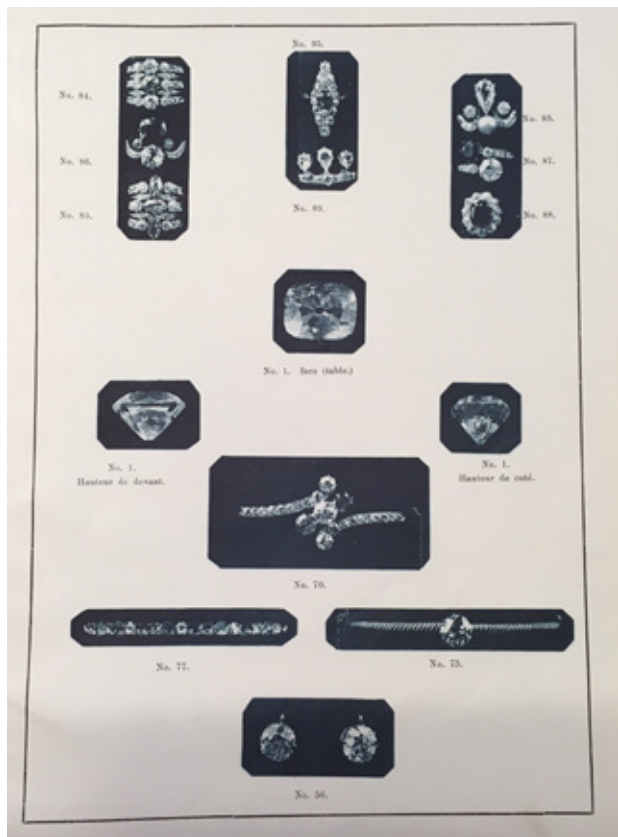 No. 95.
No. 84.
No. 85.
No. 86.
No. 87.
No. 83.
No. 89.
No. 88.
No. 1. face (table.)
No. 1.
Hauteur de devant.
No. 1.
Hauteur de coté.
No. 70.
No. 77.
No. 75.
No. 56.